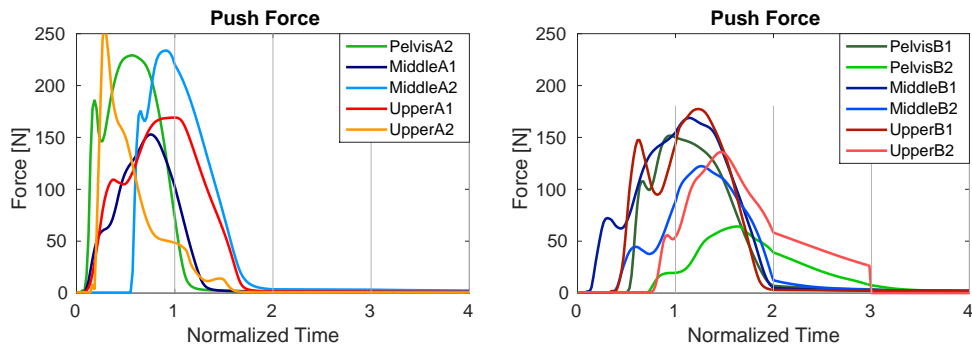 Push Force
250
200
150
100
50
0
Force [N]
PelvisA2
MiddleA1
MiddleA2
UpperA1
UpperA2
0 1 2 3 4
Normalized Time
Push Force
250
200
150
100
50
0
Force [N]
PelvisB1
PelvisB2
MiddleB1
MiddleB2
UpperB1
UpperB2
0 1 2 3 4
Normalized Time